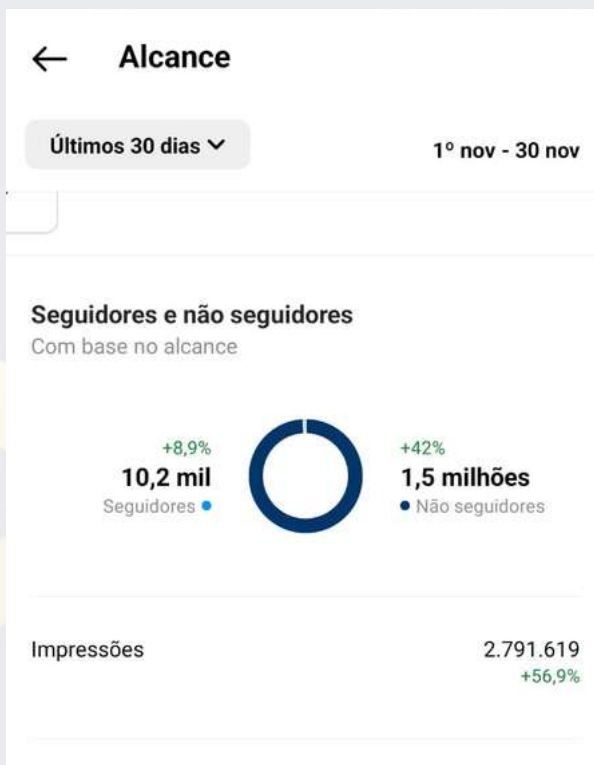 Alcance
Últimos 30 dias
1º nov - 30 nov
Seguidores e não seguidores
Com base no alcance
+8,9%
10,2 mil
Seguidores
+42%
1,5 milhões
Não seguidores
Impressões
2.791.619
+56,9%